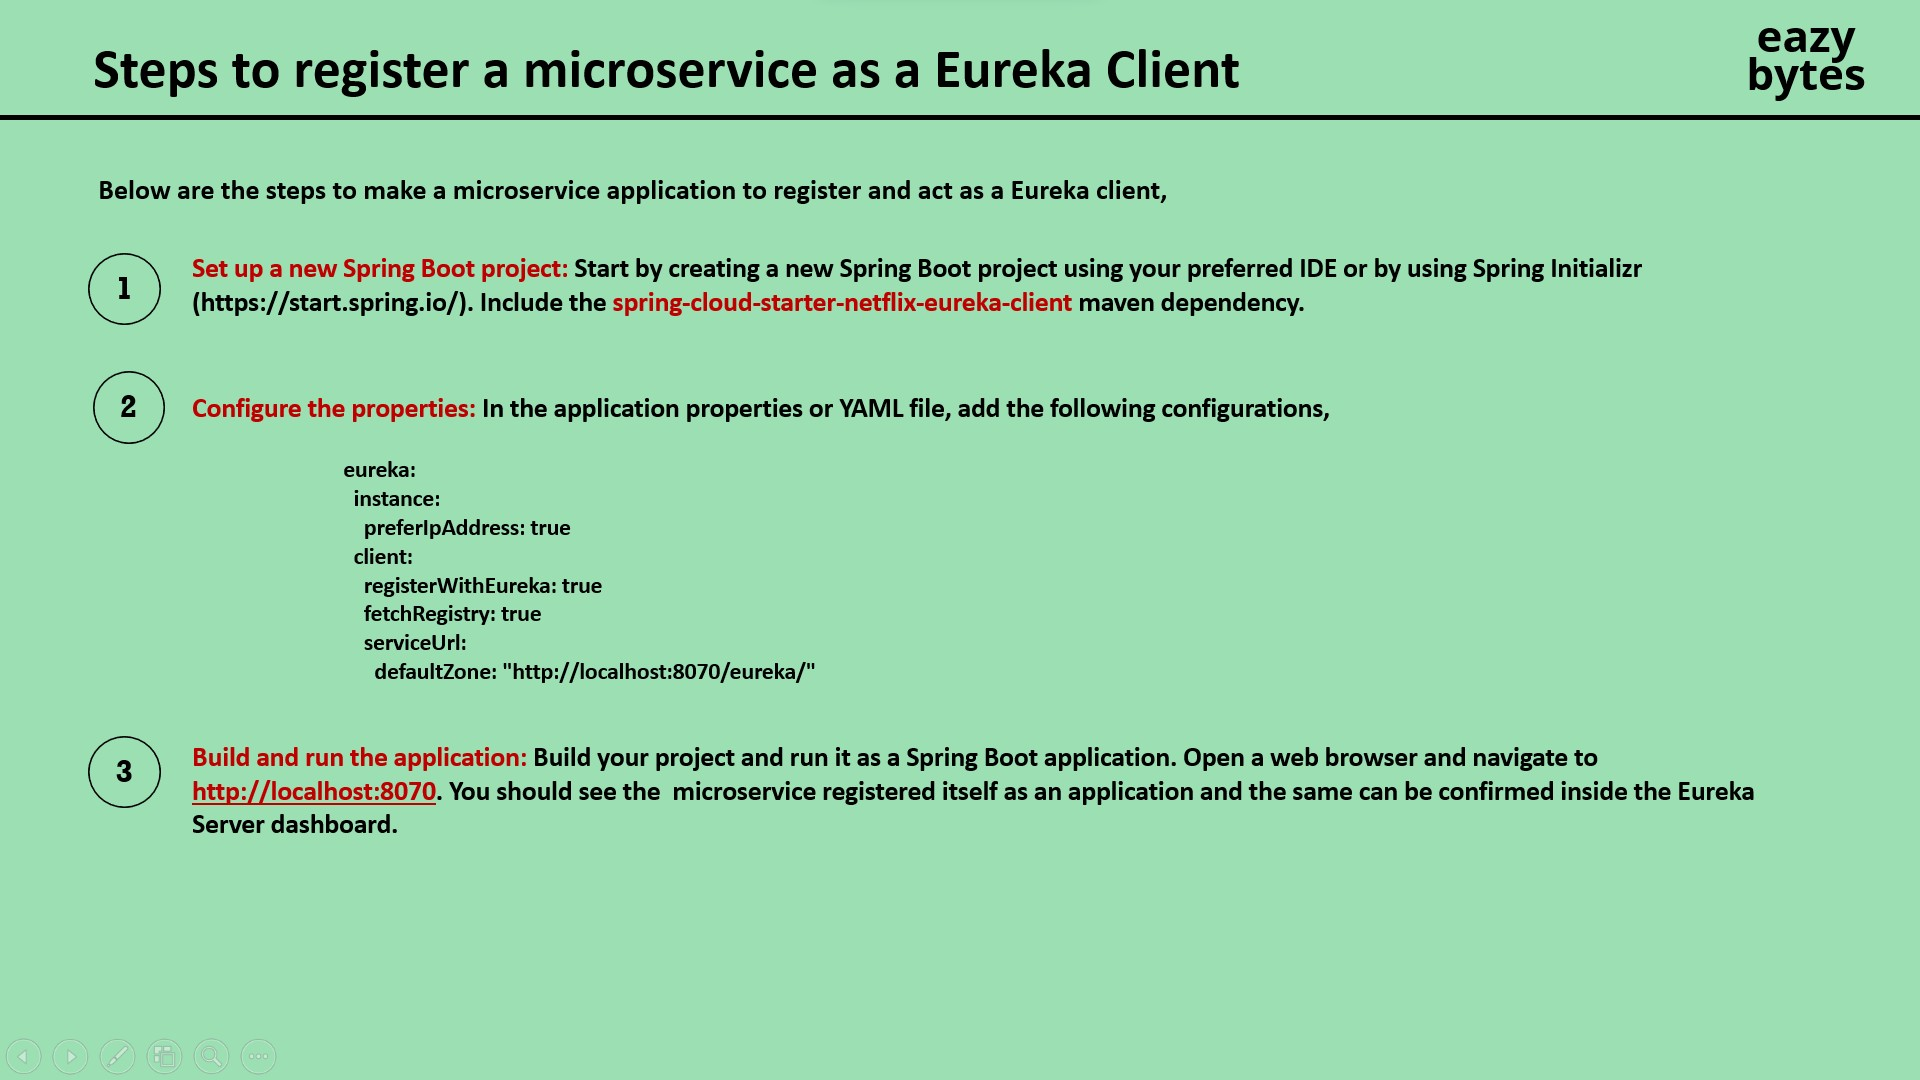 Steps to register a microservice as a Eureka Client
eazy
bytes
Below are the steps to make a microservice application to register and act as a Eureka client,
1
Set up a new Spring Boot project: Start by creating a new Spring Boot project using your preferred IDE or by using Spring Initializr
(https://start.spring.io/). Include the spring-cloud-starter-netflix-eureka-client maven dependency.
2
Configure the properties: In the application properties or YAML file, add the following configurations,
eureka:
  instance:
    preferIpAddress: true
  client:
    registerWithEureka: true
    fetchRegistry: true
    serviceUrl:
      defaultZone: "http://localhost:8070/eureka/"
3
Build and run the application: Build your project and run it as a Spring Boot application. Open a web browser and navigate to
http://localhost:8070. You should see the  microservice registered itself as an application and the same can be confirmed inside the Eureka
Server dashboard.